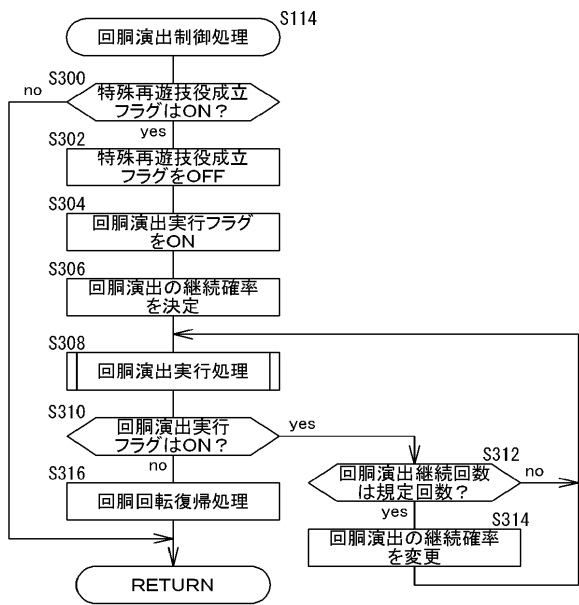 S114
回胴演出制御処理
S300
特殊再遊技役成立
フラグはON？
no
yes
S302
特殊再遊技役成立
フラグをOFF
S304
回胴演出実行フラグ
をON
S306
回胴演出の継続確率
を決定
S308
回胴演出実行処理
S310
回胴演出実行
フラグはON？
yes
no
S312
回胴演出継続回数
は規定回数？
no
yes
S314
回胴演出の継続確率
を変更
S316
回胴回転復帰処理
RETURN